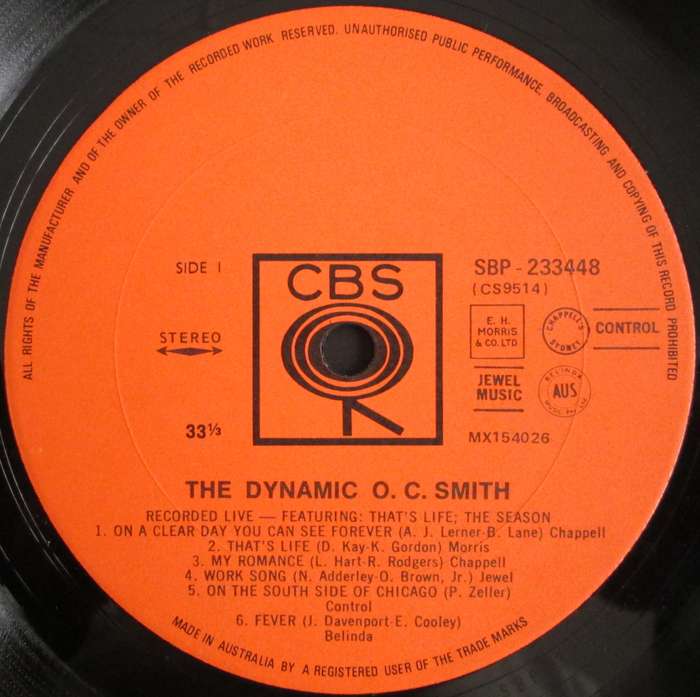 ALL RIGHTS OF THE MANUFACTURER AND OF THE OWNER OF THE RECORDED WORK RESERVED. UNAUTHORISED PUBLIC PERFORMANCE, BROADCASTING AND COPYING OF THIS RECORD PROHIBITED
SIDE 1
CBS
SBP - 233448
(CS9514)
STEREO
E. H.
MORRIS
& CO. LTD
CHAPPELL'S
SYDNEY
CONTROL
JEWEL
MUSIC
BELINDA
AUS
33⅓
MX154026
THE DYNAMIC O. C. SMITH
RECORDED LIVE — FEATURING: THAT'S LIFE; THE SEASON
1. ON A CLEAR DAY YOU CAN SEE FOREVER (A. J. Lerner-B. Lane) Chappell
2. THAT'S LIFE (D. Kay-K. Gordon) Morris
3. MY ROMANCE (L. Hart-R. Rodgers) Chappell
4. WORK SONG (N. Adderley-O. Brown, Jr.) Jewel
5. ON THE SOUTH SIDE OF CHICAGO (P. Zeller)
Control
6. FEVER (J. Davenport-E. Cooley)
Belinda
MADE IN AUSTRALIA BY A REGISTERED USER OF THE TRADE MARKS